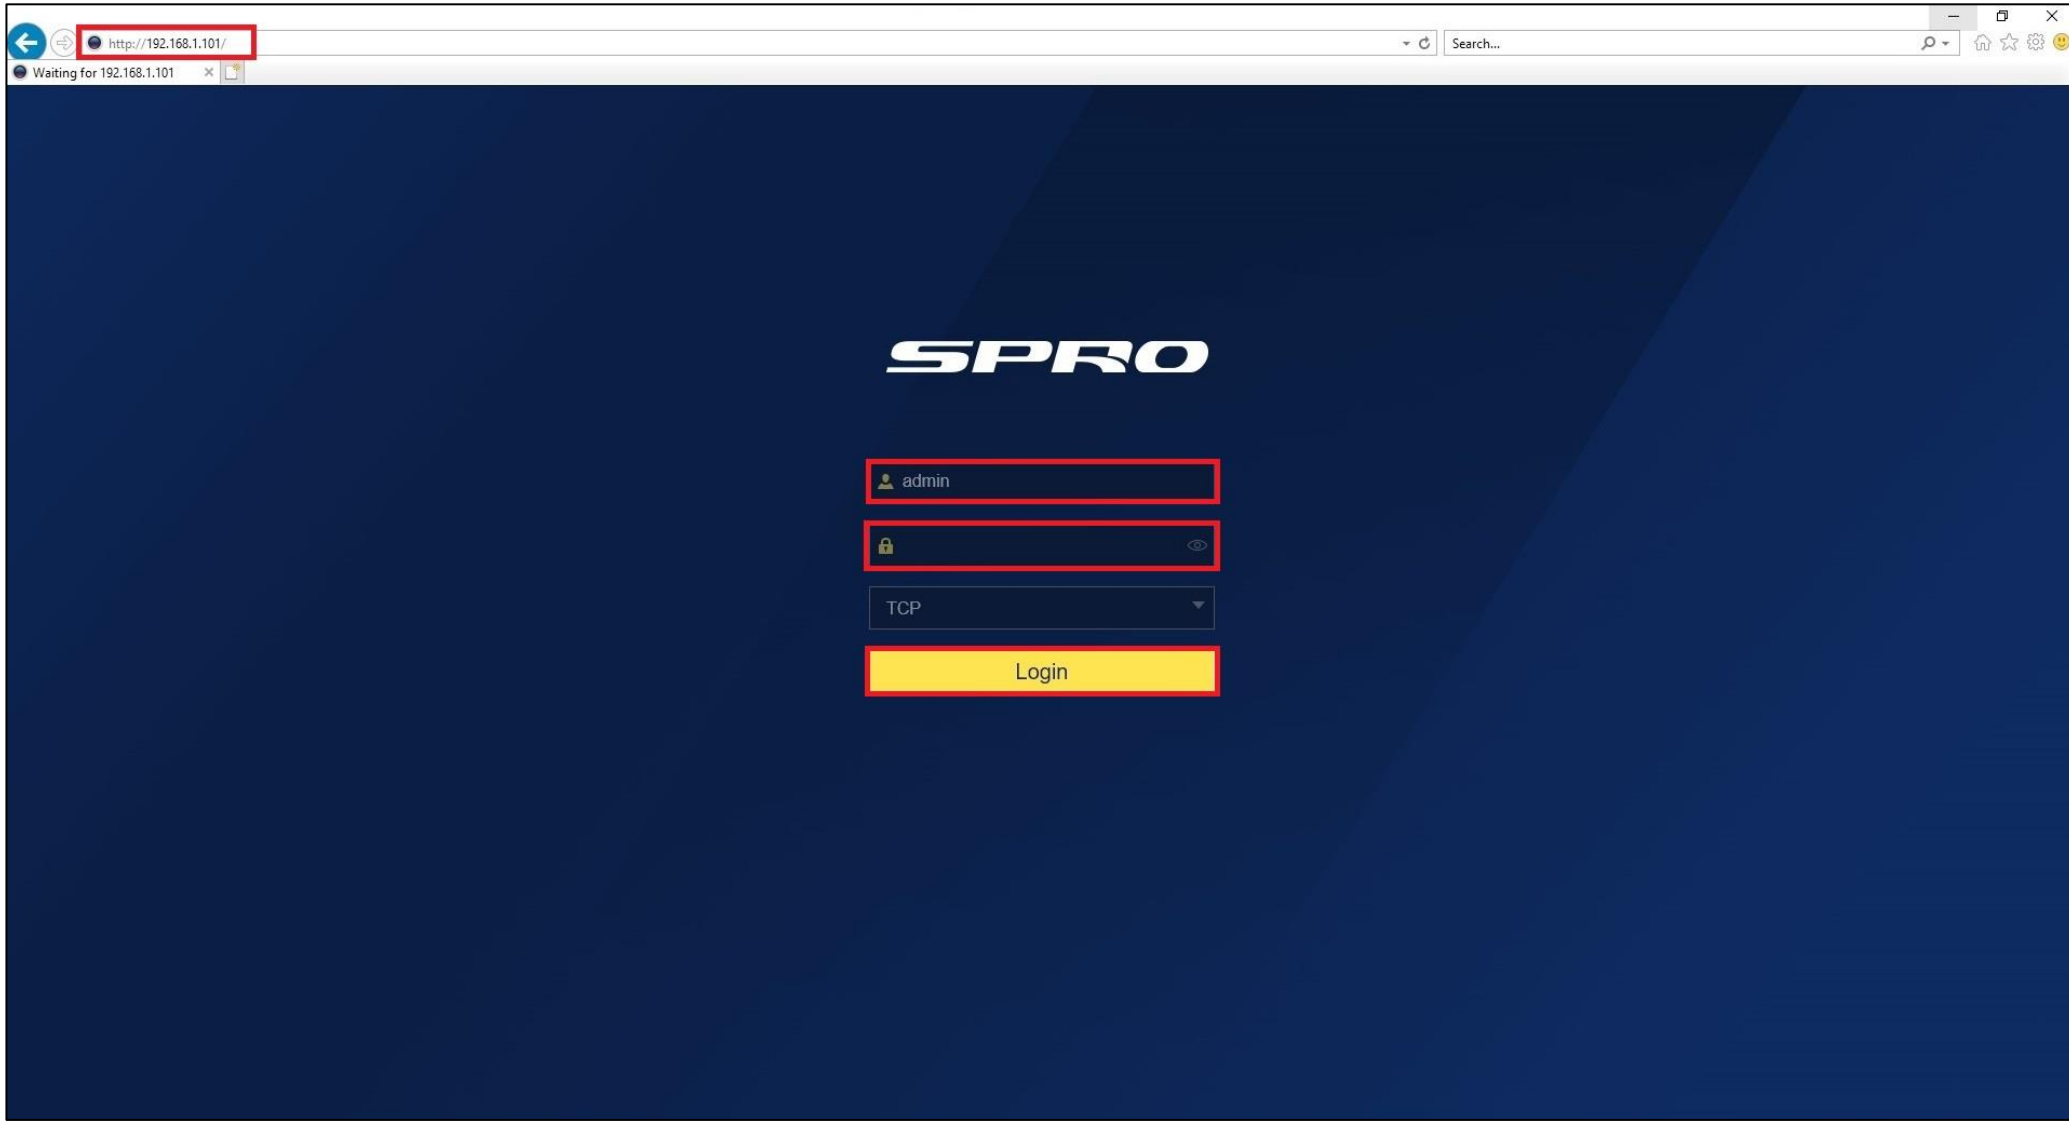 http://192.168.1.101/
Search...
Waiting for 192.168.1.101
SPRO
admin
TCP
Login